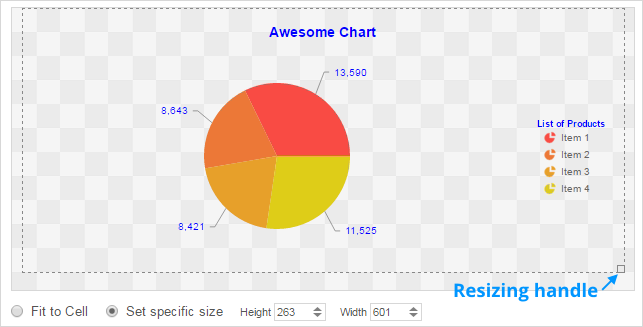 Awesome Chart
13,590
8,643
List of Products
Item 1
Item 2
Item 3
Item 4
8,421
11,525
Resizing handle
Fit to Cell Set specific size Height 263 Width 601